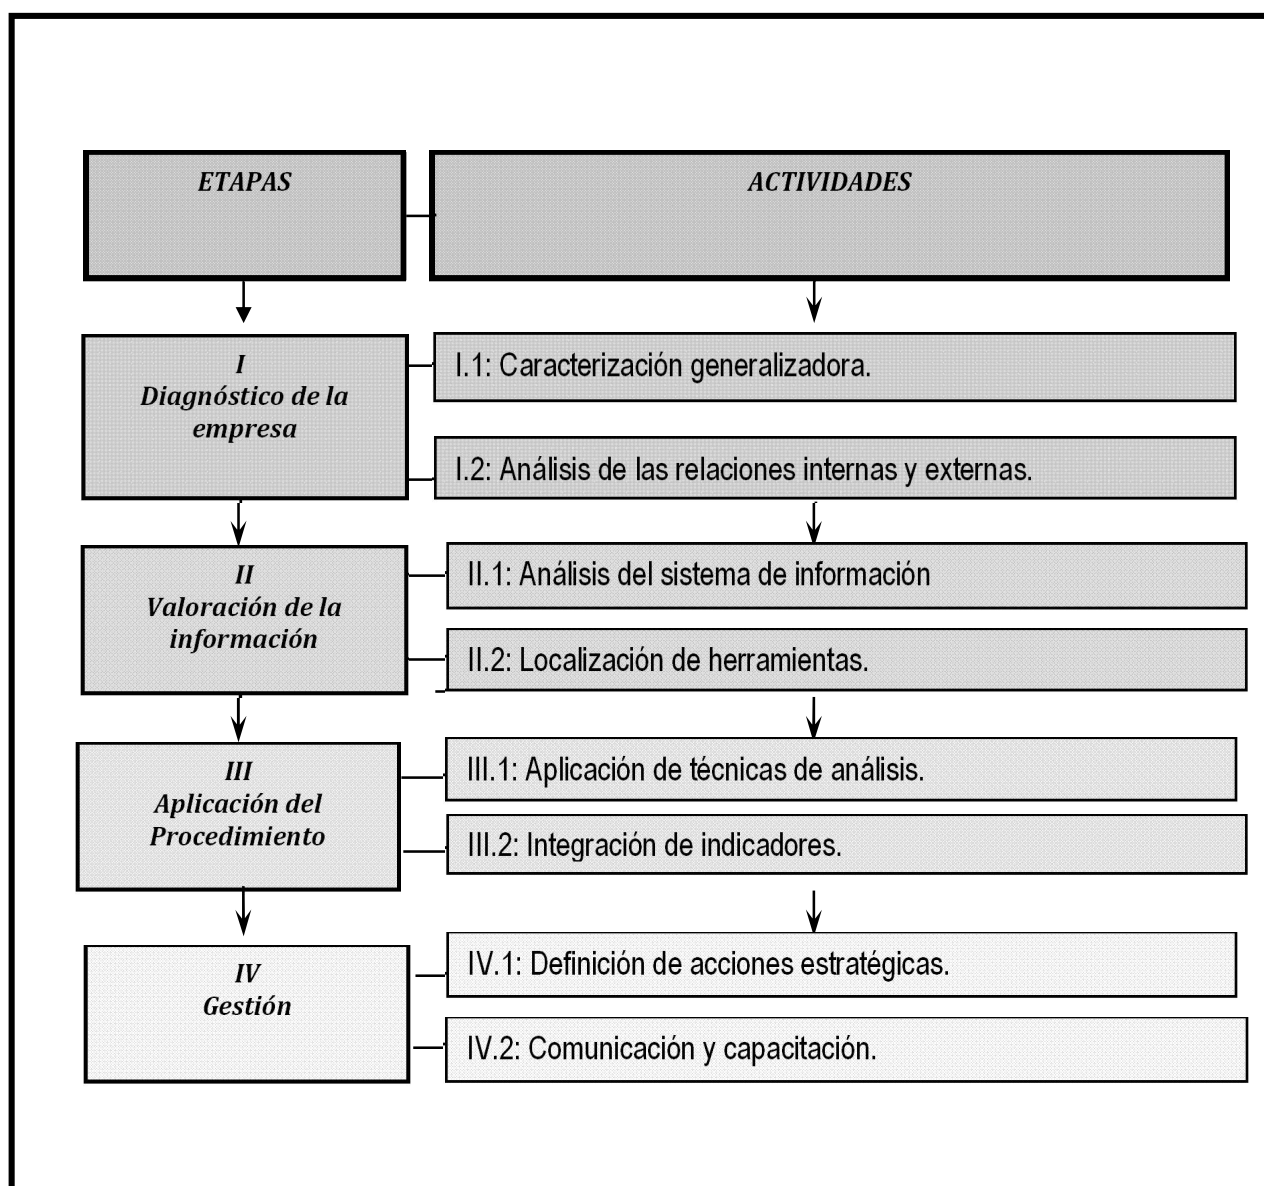 ETAPAS
ACTIVIDADES
I
Diagnóstico de la
empresa
I.1: Caracterización generalizadora.
I.2: Análisis de las relaciones internas y externas.
II
Valoración de la
información
II.1: Análisis del sistema de información
II.2: Localización de herramientas.
III
Aplicación del
Procedimiento
III.1: Aplicación de técnicas de análisis.
III.2: Integración de indicadores.
IV
Gestión
IV.1: Definición de acciones estratégicas.
IV.2: Comunicación y capacitación.